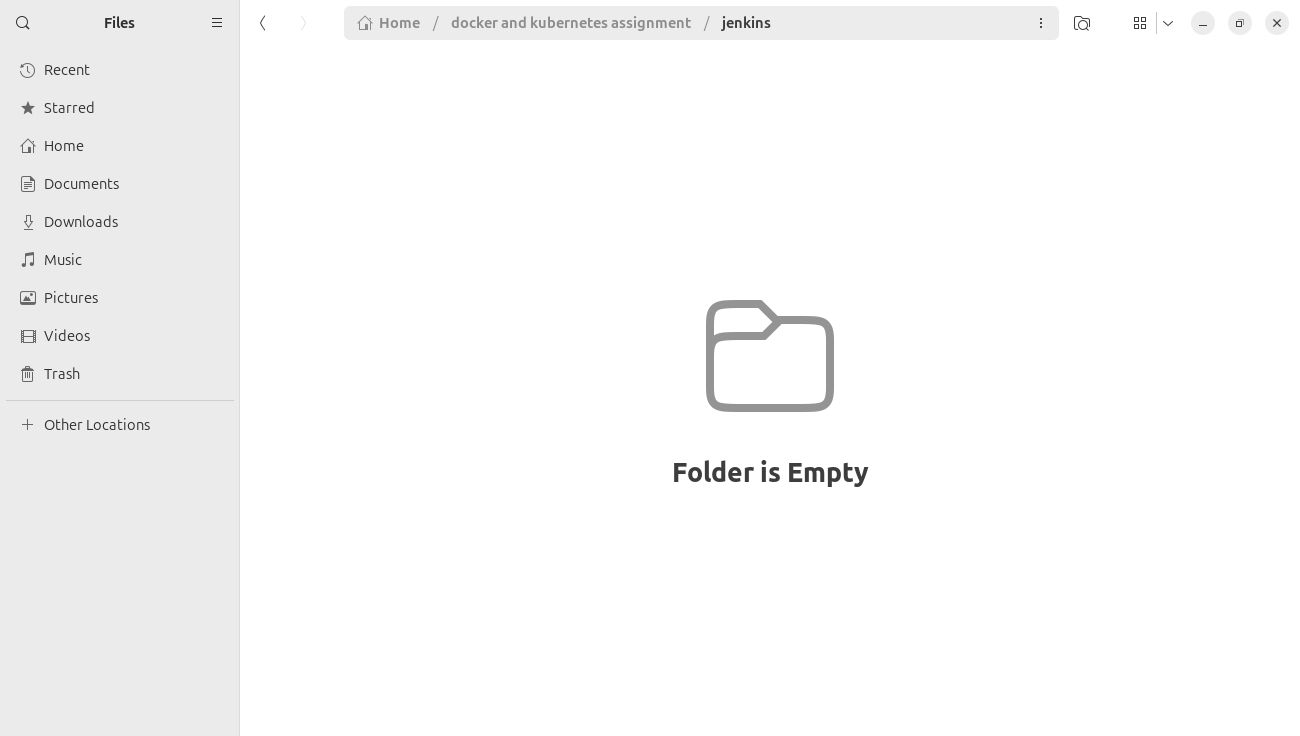 Files
Home / docker and kubernetes assignment / jenkins
Recent
Starred
Home
Documents
Downloads
Music
Pictures
Videos
Trash
Other Locations
Folder is Empty